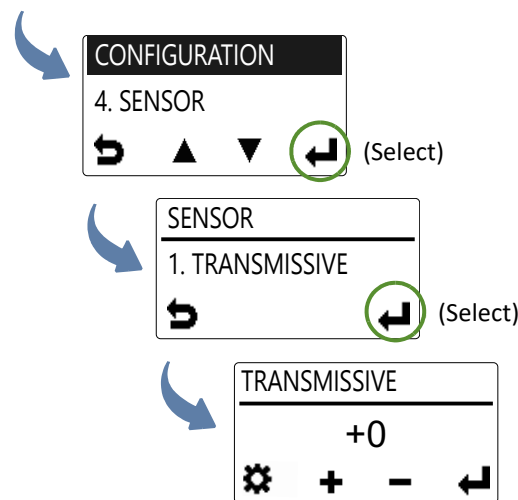 CONFIGURATION
4. SENSOR
(Select)
SENSOR
1. TRANSMISSIVE
(Select)
TRANSMISSIVE
+0